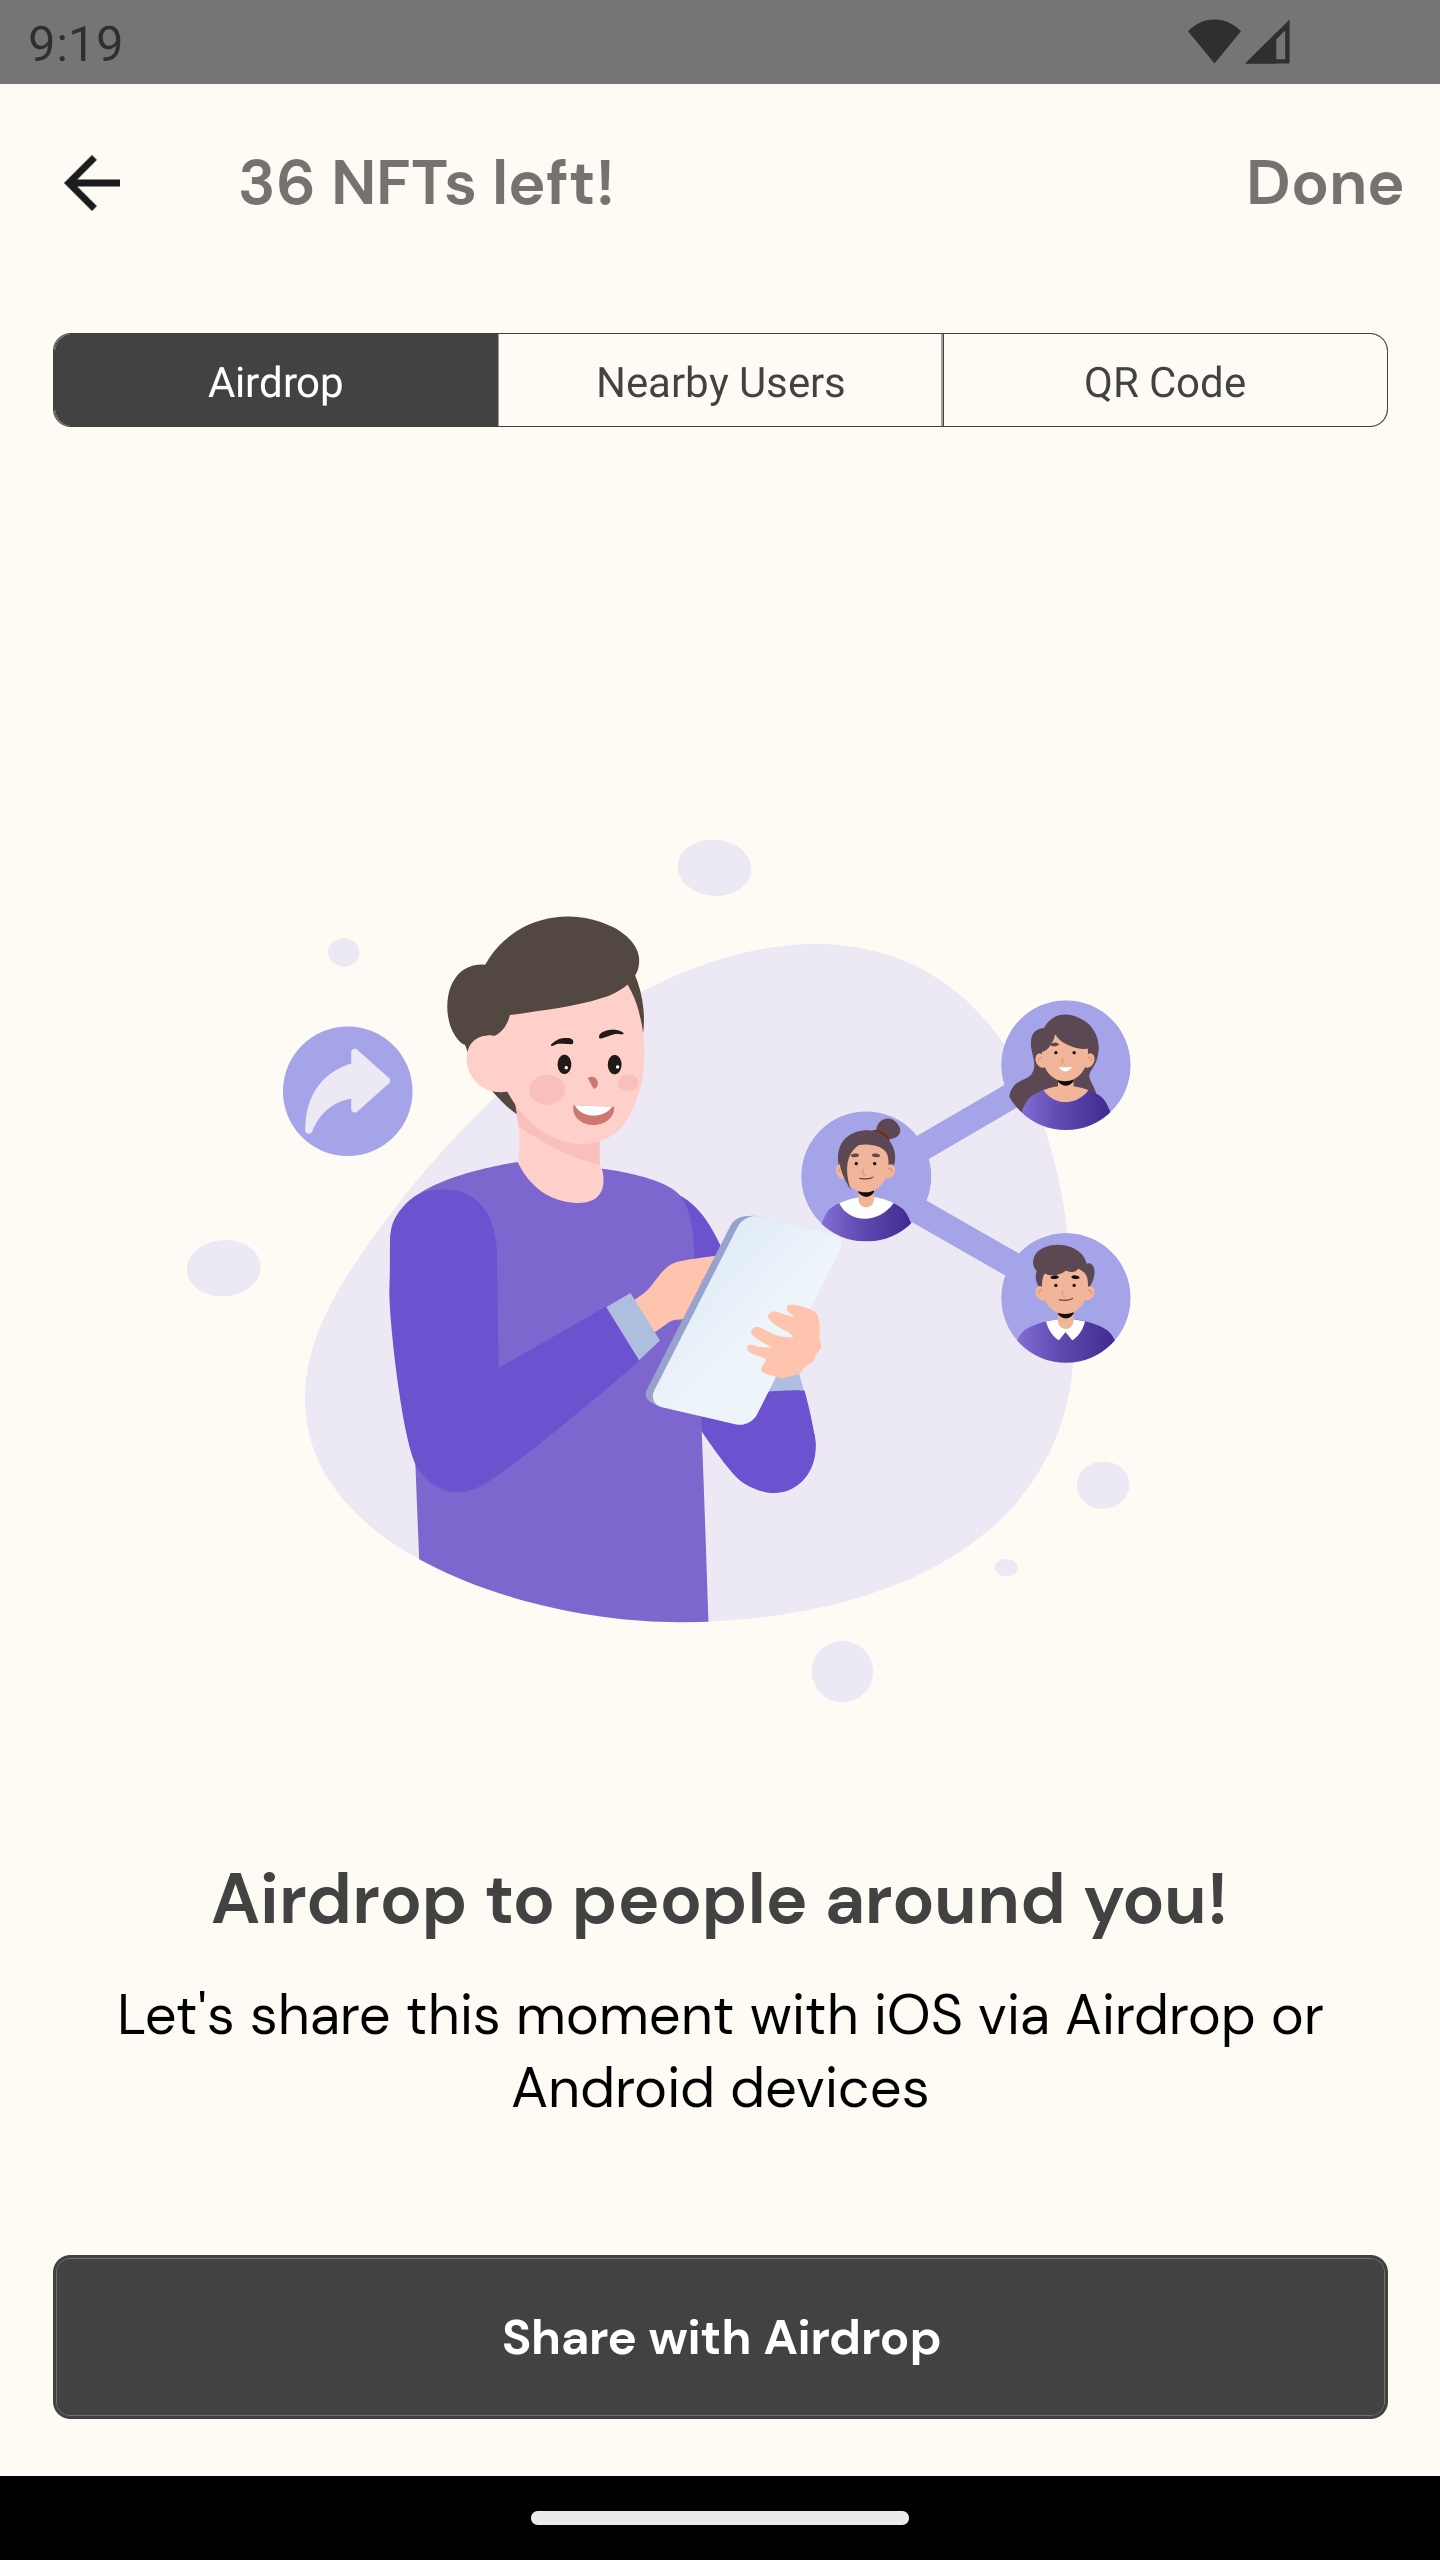 9:19
36 NFTs left!
Done
Airdrop
Nearby Users
QR Code
Airdrop to people around you!
Let's share this moment with iOS via Airdrop or
Android devices
Share with Airdrop